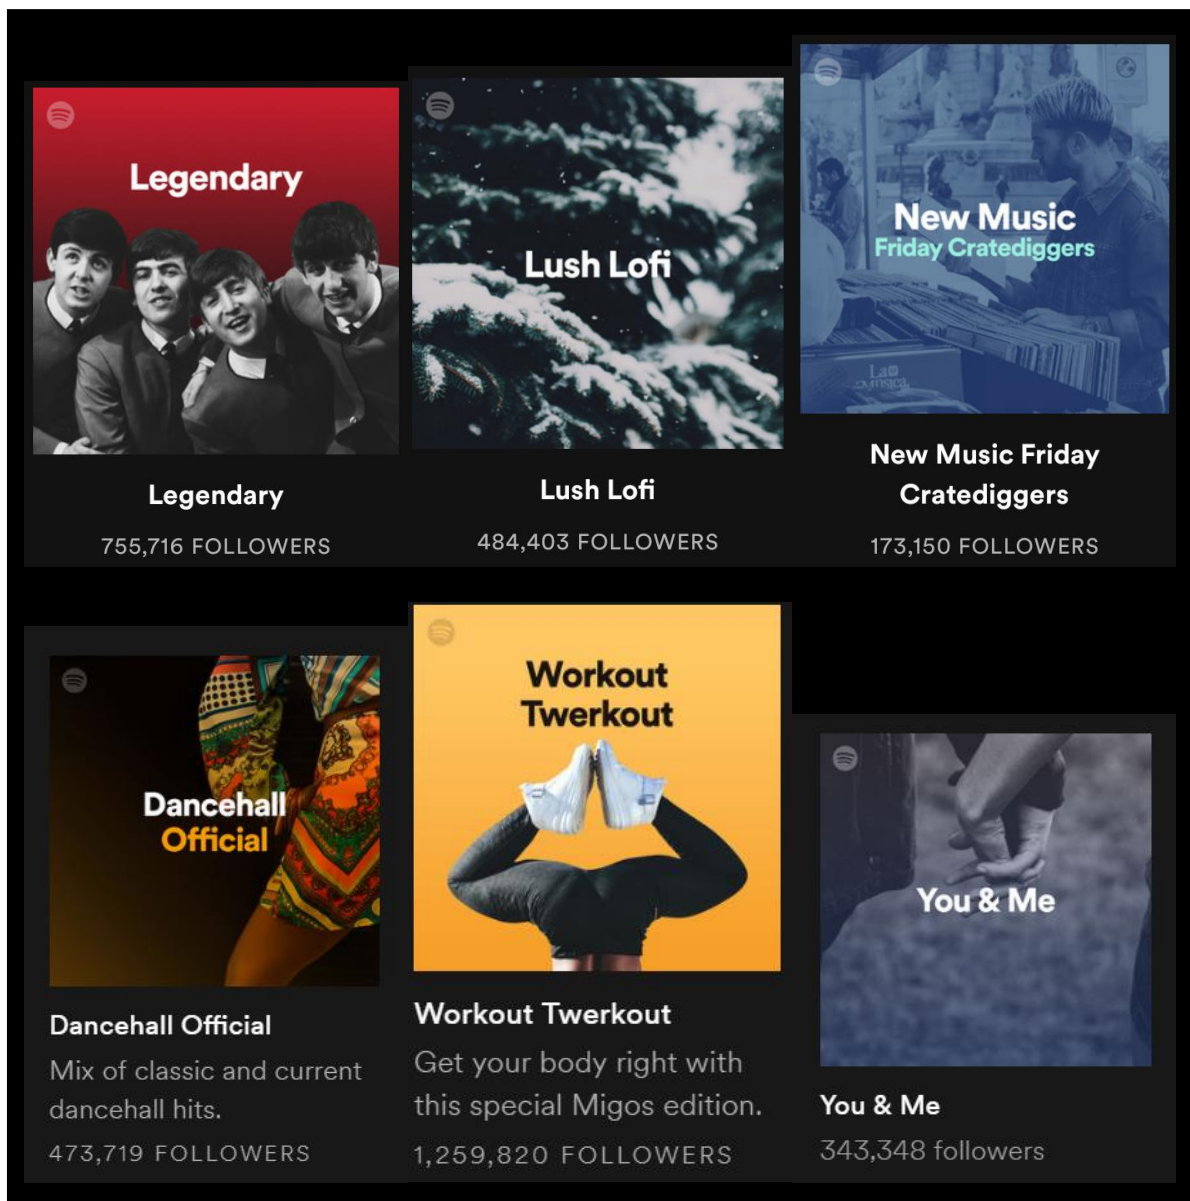 Legendary
Legendary
755,716 FOLLOWERS
Lush Lofi
Lush Lofi
484,403 FOLLOWERS
New Music
Friday Cratediggers
La
música
New Music Friday
Cratediggers
173,150 FOLLOWERS
Dancehall
Official
Dancehall Official
Mix of classic and current
dancehall hits.
473,719 FOLLOWERS
Workout
Twerkout
Workout Twerkout
Get your body right with
this special Migos edition.
1,259,820 FOLLOWERS
You & Me
You & Me
343,348 followers